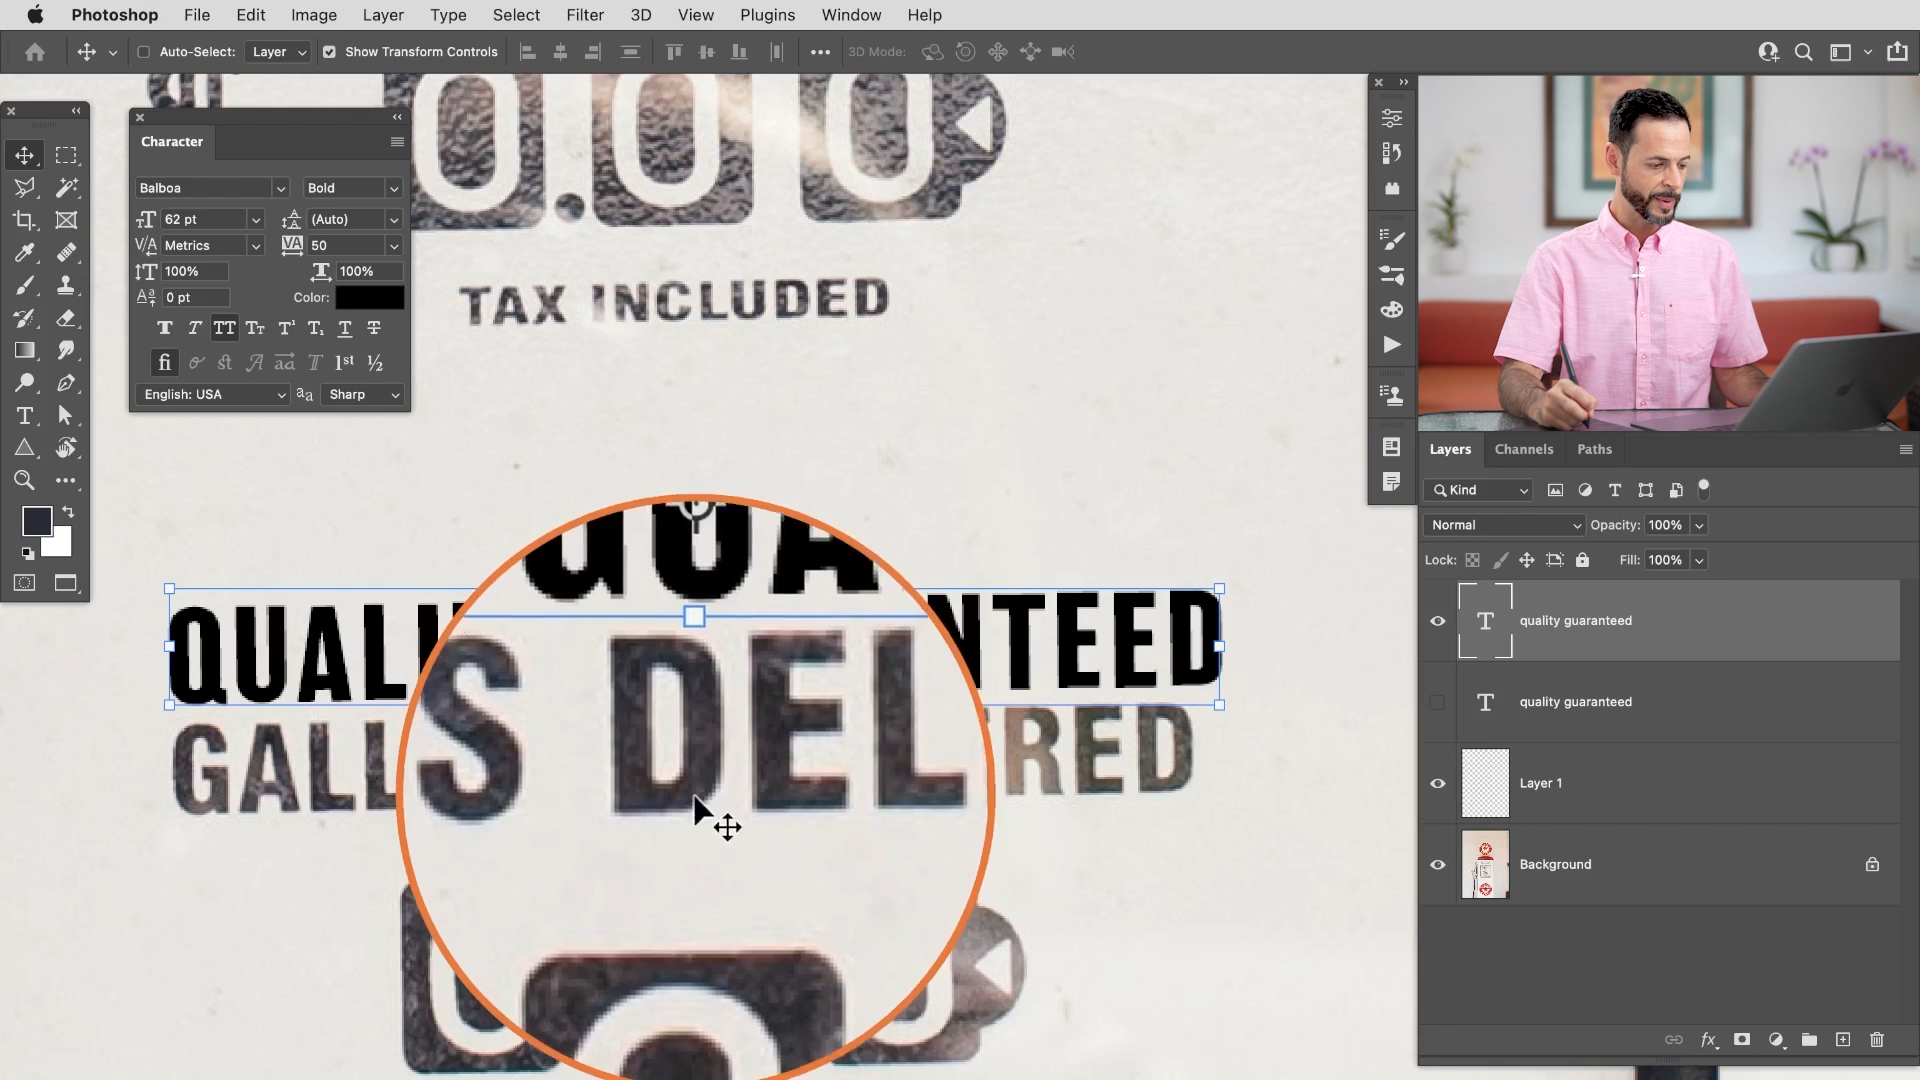 Photoshop File Edit Image Layer Type Select Filter 3D View Plugins Window Help
Auto-Select: Layer Show Transform Controls 3D Mode:
Character
Balboa Bold
62 pt (Auto)
Metrics 50
100% 100%
0 pt Color:
English: USA Sharp
0.00
TAX INCLUDED
GUA
QUALI NTEED
S DEL
GALL RED
Layers Channels Paths
Kind
Normal Opacity: 100%
Lock: Fill: 100%
quality guaranteed
quality guaranteed
Layer 1
Background